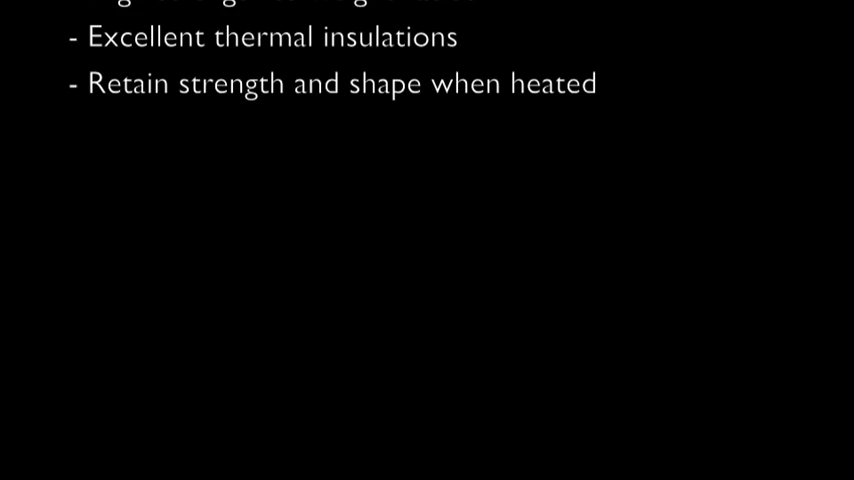 - Excellent thermal insulations
- Retain strength and shape when heated